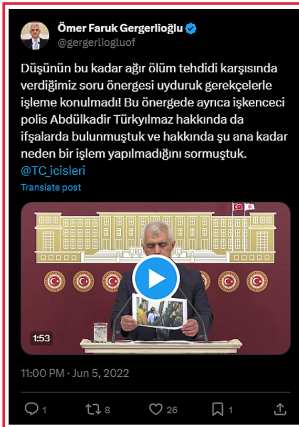 Ömer Faruk Gergerlioğlu
@gergerliogluof
Düşünün bu kadar ağır ölüm tehdidi karşısında
verdiğimiz soru önergesi uyduruk gerekçelerle
işleme konulmadı! Bu önergede ayrıca işkenceci
polis Abdülkadir Türkyılmaz hakkında da
ifşalarda bulunmuştuk ve hakkında şu ana kadar
neden bir işlem yapılmadığını sormuştuk.
@TC_icisleri
Translate post
1:53
11:00 PM · Jun 5, 2022
1
8
26
1